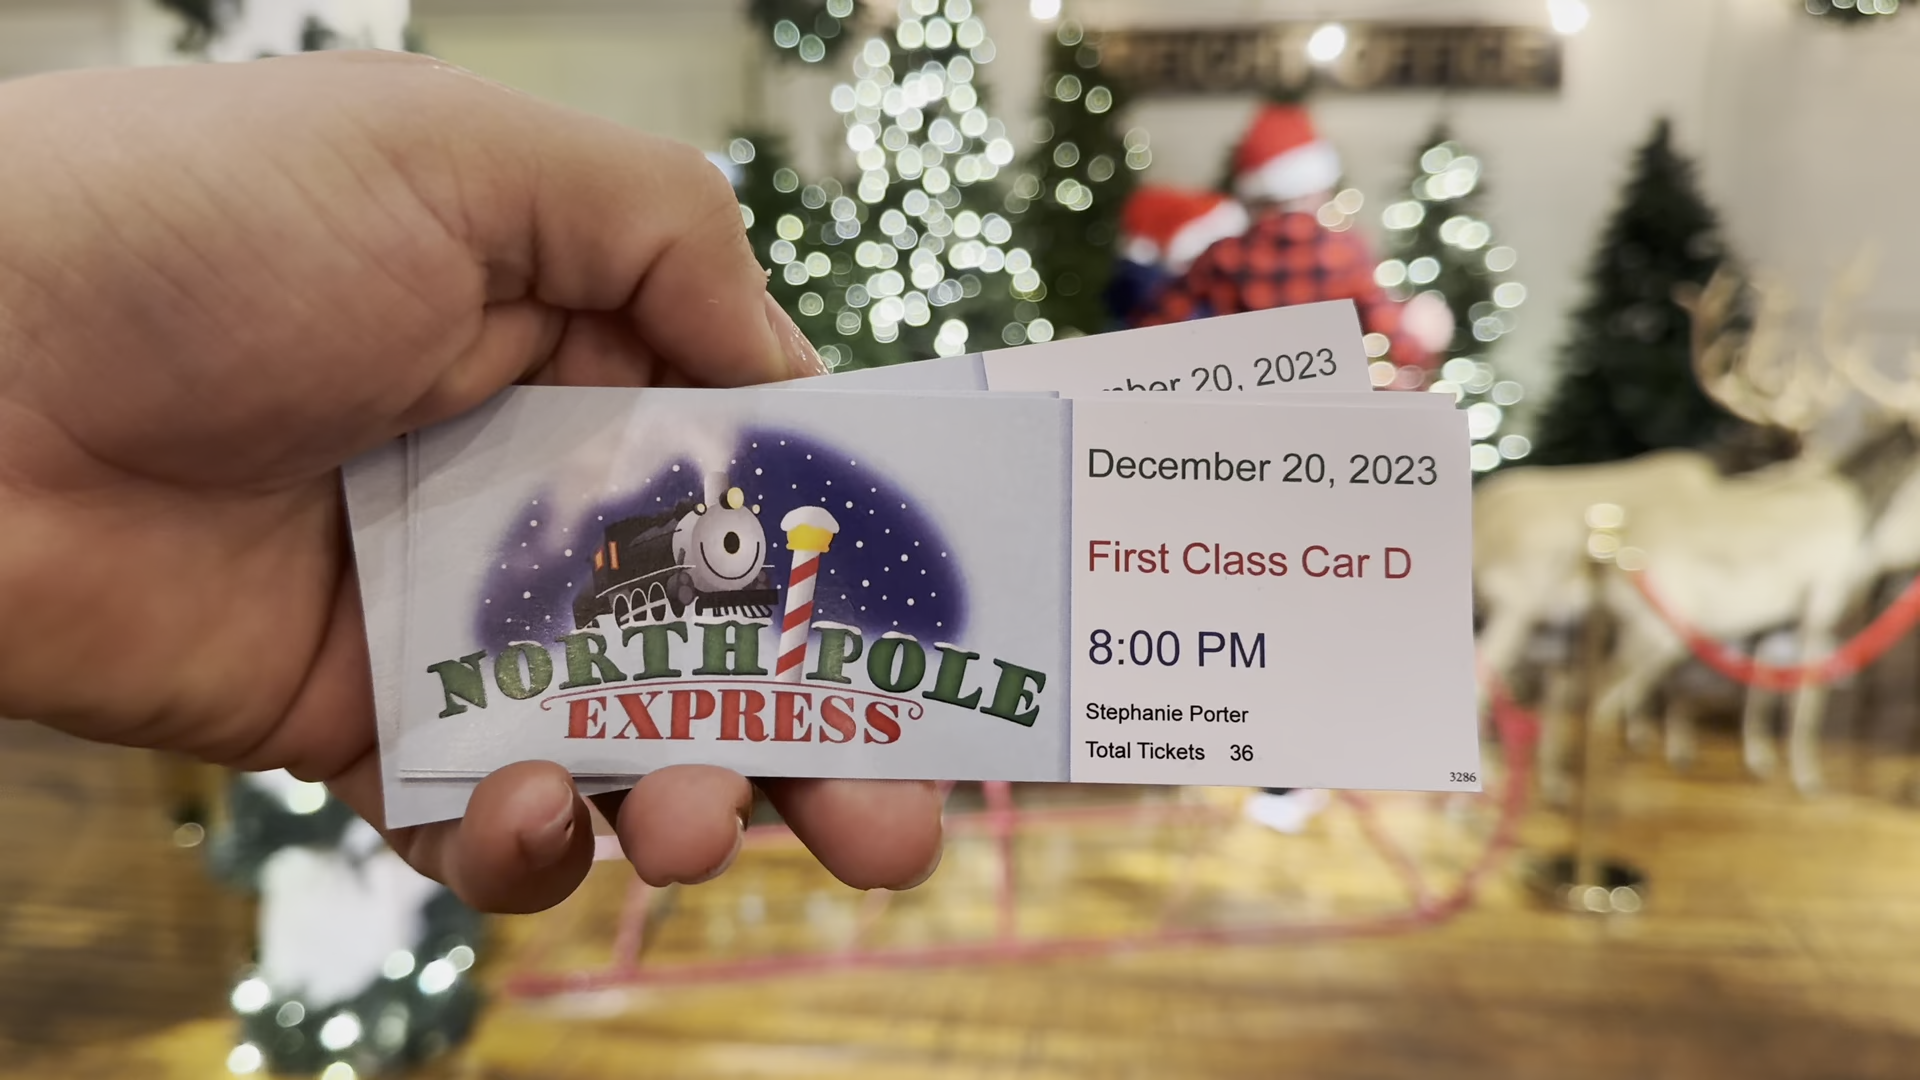 mber 20, 2023
December 20, 2023
First Class Car D
8:00 PM
Stephanie Porter
Total Tickets 36
3286
NORTH POLE
EXPRESS